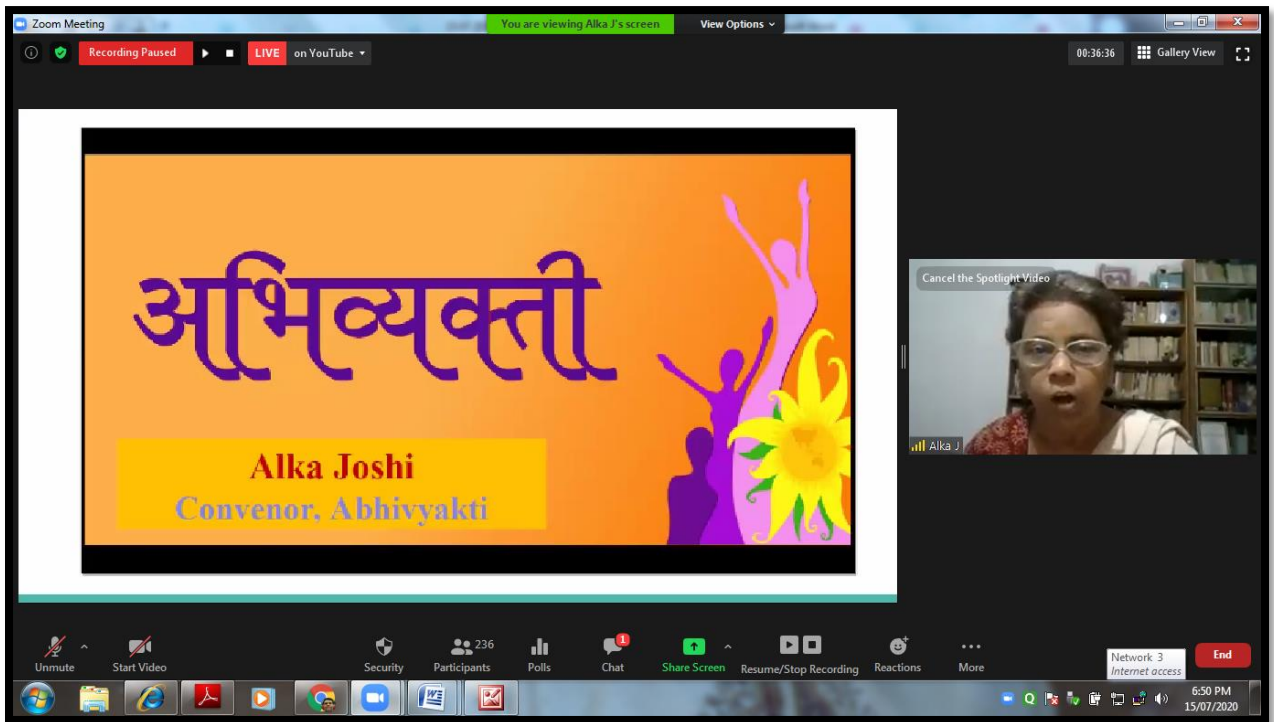 Zoom Meeting
You are viewing Alka J's screen View Options
Recording Paused LIVE on YouTube 00:36:36 Gallery View
अभिव्यक्ती
Alka Joshi
Convenor, Abhivyakti
Cancel the Spotlight Video
Alka J
236 1
Unmute Start Video Security Participants Polls Chat Share Screen Resume/Stop Recording Reactions More End
Network 3
Internet access
6:50 PM
15/07/2020